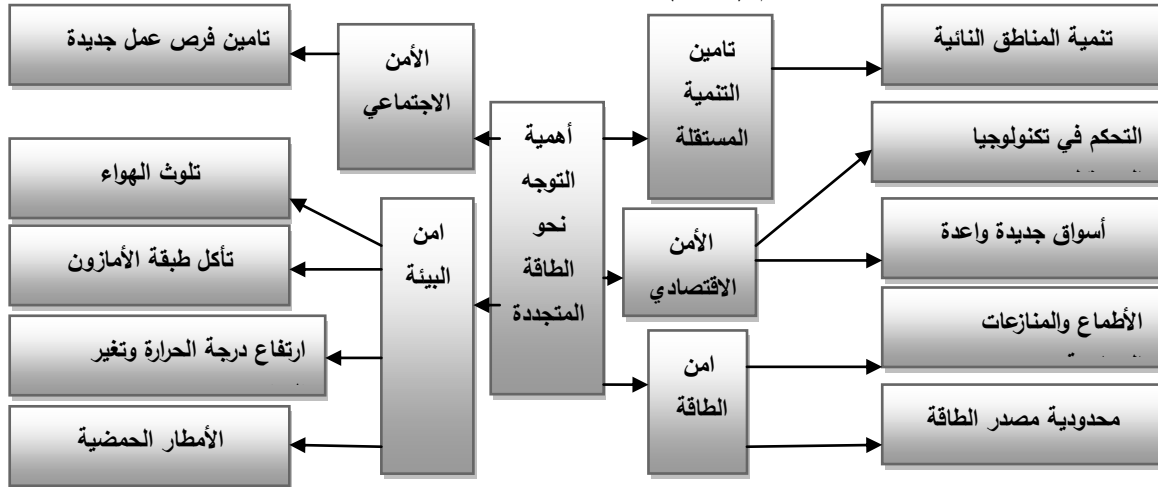 تنمية المناطق النائية
تامين
التنمية
المستقلة
الأمن
الاجتماعي
تامين فرص عمل جديدة
التحكم في تكنولوجيا
أهمية
التوجه
نحو
الطاقة
المتجددة
تلوث الهواء
أسواق جديدة واعدة
الأمن
الاقتصادي
امن
البيئة
تأكل طبقة الأمازون
الأطماع والمنازعات
ارتفاع درجة الحرارة وتغير
امن
الطاقة
محدودية مصدر الطاقة
الأمطار الحمضية